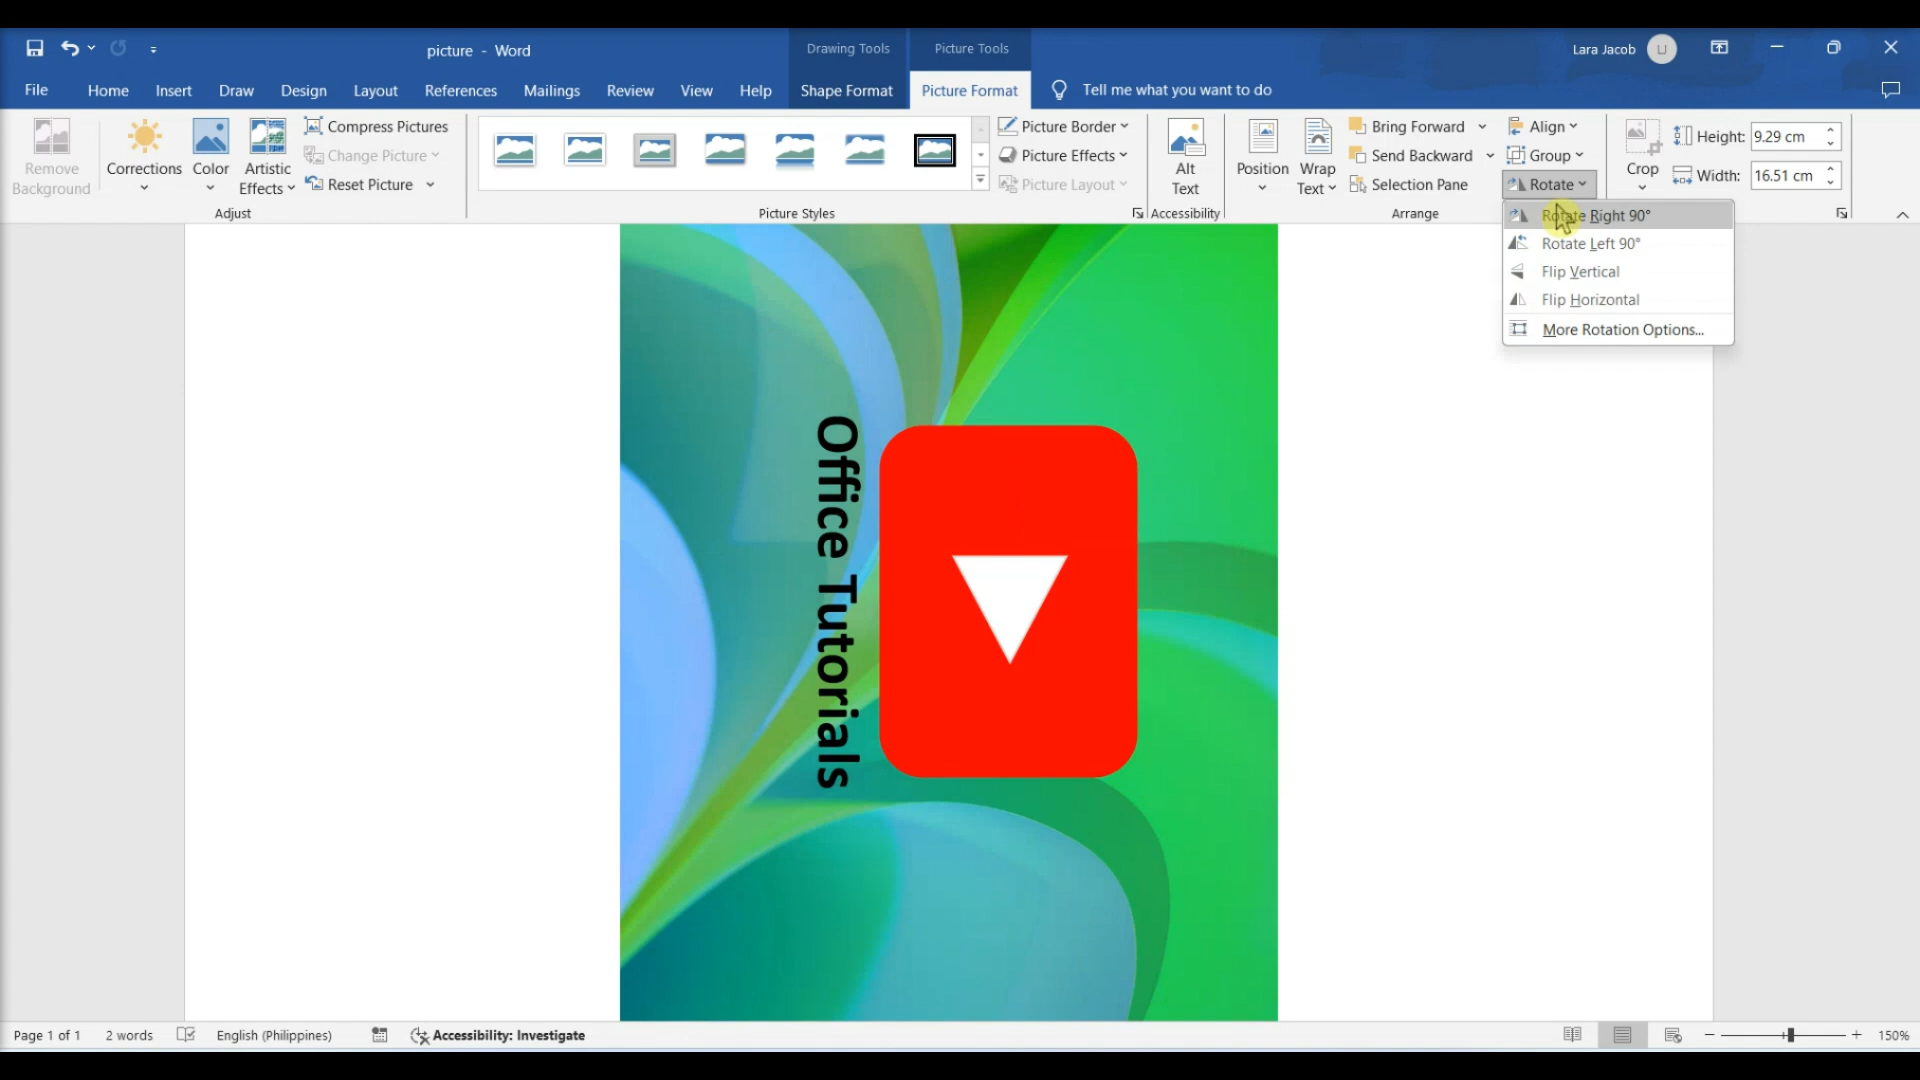 picture - Word
Drawing Tools
Picture Tools
Lara Jacob
LJ
File
Home
Insert
Draw
Design
Layout
References
Mailings
Review
View
Help
Shape Format
Picture Format
Tell me what you want to do
Remove
Background
Corrections
Color
Artistic
Effects
Compress Pictures
Change Picture
Reset Picture
Adjust
Picture Styles
Picture Border
Picture Effects
Picture Layout
Alt
Text
Accessibility
Position
Wrap
Text
Bring Forward
Send Backward
Selection Pane
Arrange
Align
Group
Rotate
Crop
Height: 9.29 cm
Width: 16.51 cm
Rotate Right 90°
Rotate Left 90°
Flip Vertical
Flip Horizontal
More Rotation Options...
Office Tutorials
Page 1 of 1
2 words
English (Philippines)
Accessibility: Investigate
150%